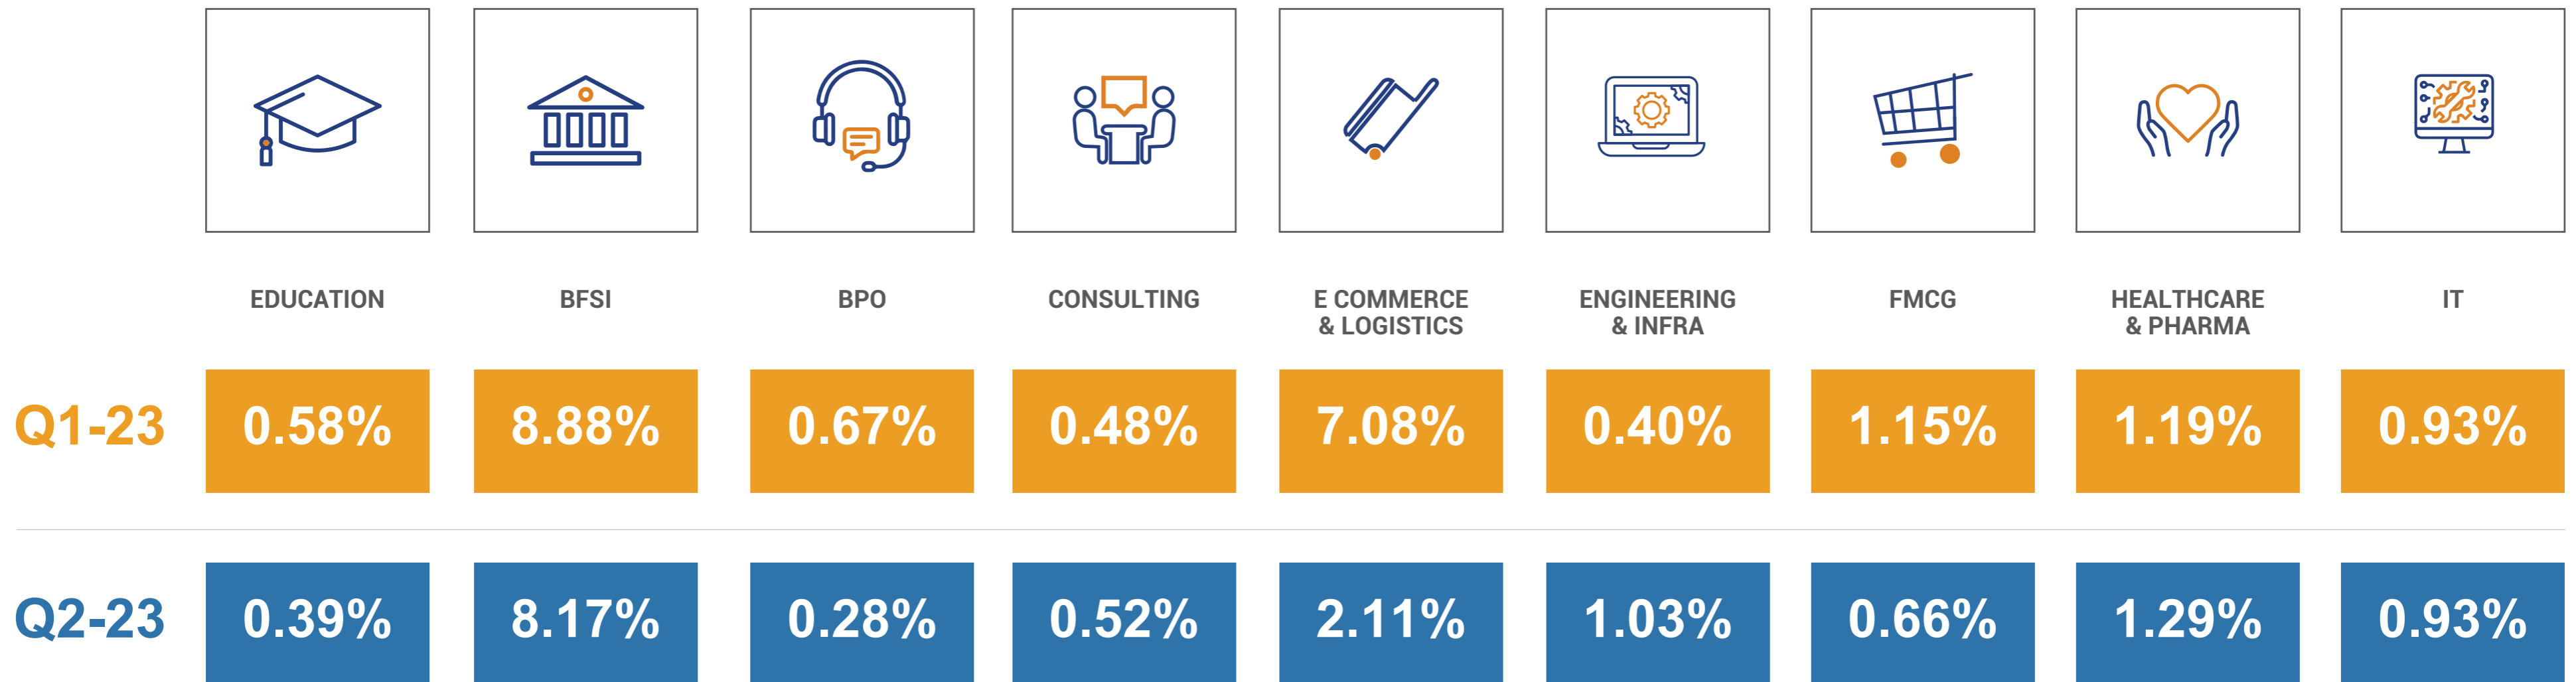 EDUCATION
BFSI
BPO
CONSULTING
E COMMERCE
& LOGISTICS
ENGINEERING
& INFRA
FMCG
HEALTHCARE
& PHARMA
IT
Q1-23 0.58% 8.88% 0.67% 0.48% 7.08% 0.40% 1.15% 1.19% 0.93%
Q2-23 0.39% 8.17% 0.28% 0.52% 2.11% 1.03% 0.66% 1.29% 0.93%